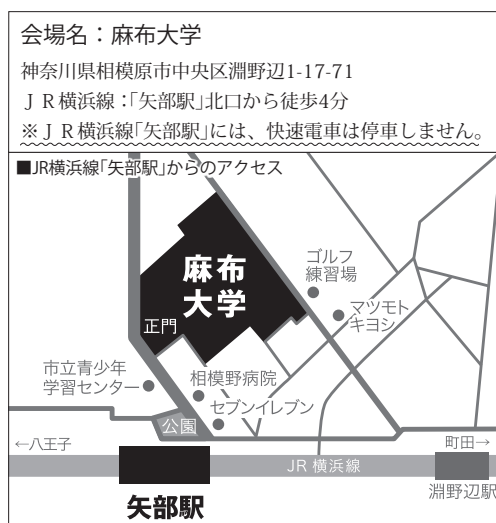 会場名：麻布大学
神奈川県相模原市中央区淵野辺1-17-71
ＪＲ横浜線：「矢部駅」北口から徒歩4分
※ＪＲ横浜線「矢部駅」には、快速電車は停車しません。
■JR横浜線「矢部駅」からのアクセス
麻布
大学
ゴルフ
練習場
マツモト
キヨシ
正門
市立青少年
学習センター
相模野病院
セブンイレブン
公園
←八王子
町田→
JR 横浜線
矢部駅
淵野辺駅